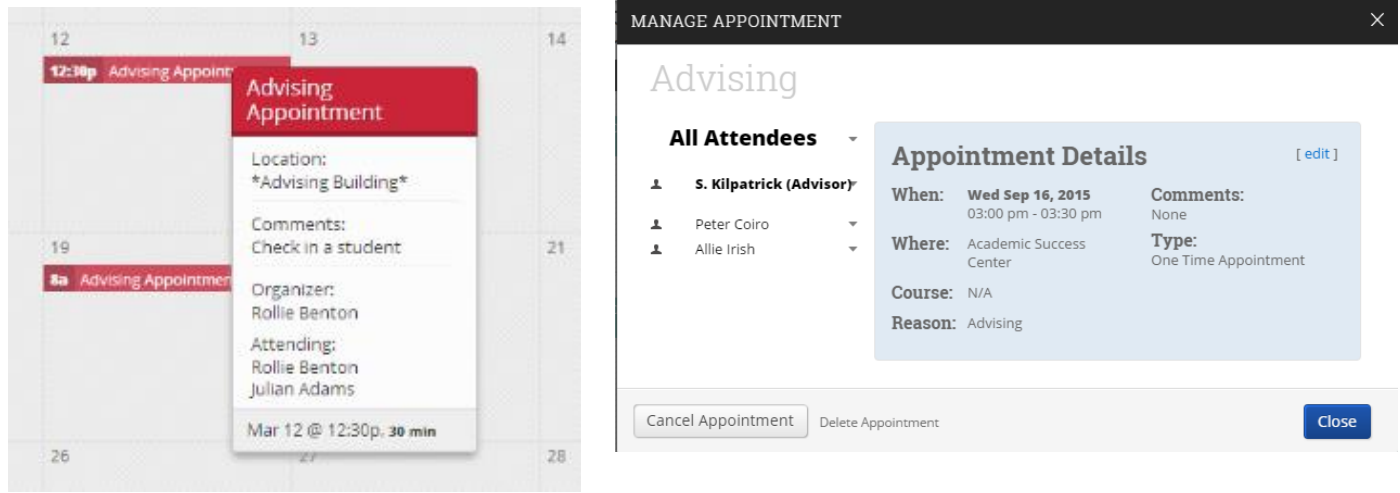 12 13 14
12:30p Advising Appoint
Advising
Appointment
Location:
*Advising Building*
Comments:
Check in a student
19 21
8a Advising Appointmen
Organizer:
Rollie Benton
Attending:
Rollie Benton
Julian Adams
Mar 12 @ 12:30p, 30 min
26 27 28
MANAGE APPOINTMENT
Advising
All Attendees
S. Kilpatrick (Advisor)
Peter Coiro
Allie Irish
Appointment Details [ edit ]
When: Wed Sep 16, 2015
03:00 pm - 03:30 pm
Comments:
None
Where: Academic Success
Center
Type:
One Time Appointment
Course: N/A
Reason: Advising
Cancel Appointment Delete Appointment Close